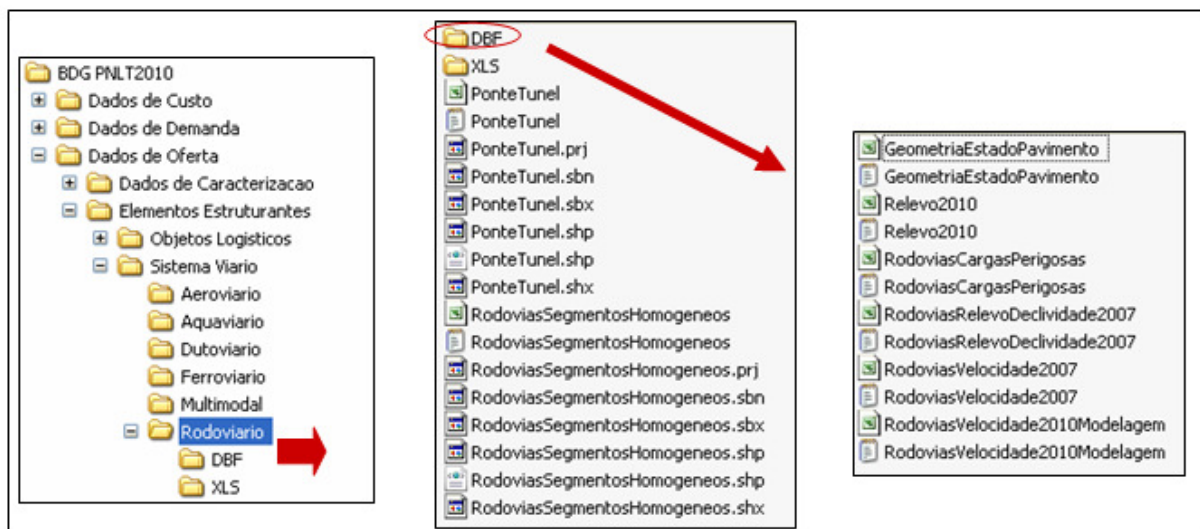 BDG PNLT2010
Dados de Custo
Dados de Demanda
Dados de Oferta
Dados de Caracterizacao
Elementos Estruturantes
Objetos Logisticos
Sistema Viario
Aeroviario
Aquaviario
Dutoviario
Ferroviario
Multimodal
Rodoviario
DBF
XLS
DBF
XLS
PonteTunel
PonteTunel
PonteTunel.prj
PonteTunel.sbn
PonteTunel.sbx
PonteTunel.shp
PonteTunel.shp
PonteTunel.shx
RodoviasSegmentosHomogeneos
RodoviasSegmentosHomogeneos
RodoviasSegmentosHomogeneos.prj
RodoviasSegmentosHomogeneos.sbn
RodoviasSegmentosHomogeneos.sbx
RodoviasSegmentosHomogeneos.shp
RodoviasSegmentosHomogeneos.shp
RodoviasSegmentosHomogeneos.shx
GeometriaEstadoPavimento
GeometriaEstadoPavimento
Relevo2010
Relevo2010
RodoviasCargasPerigosas
RodoviasCargasPerigosas
RodoviasRelevoDeclividade2007
RodoviasRelevoDeclividade2007
RodoviasVelocidade2007
RodoviasVelocidade2007
RodoviasVelocidade2010Modelagem
RodoviasVelocidade2010Modelagem